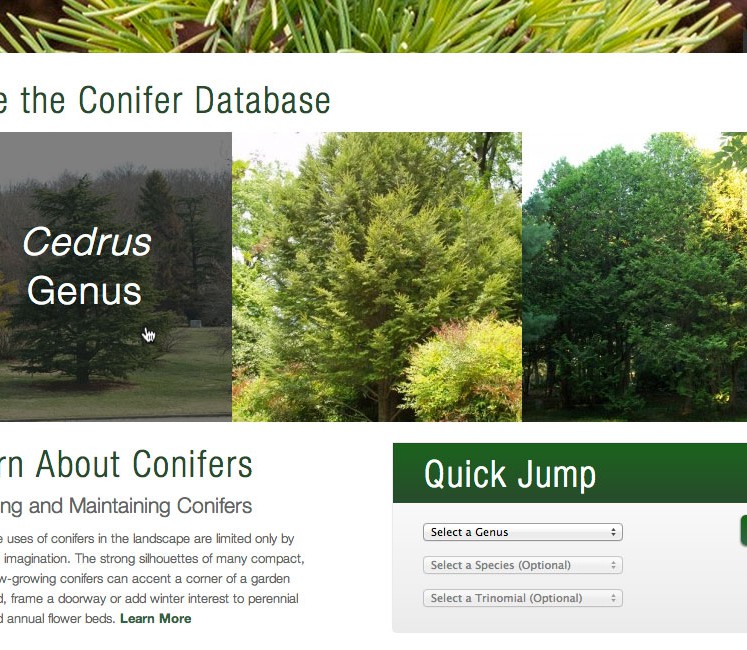 e the Conifer Database
Cedrus
Genus
rn About Conifers
ng and Maintaining Conifers
e uses of conifers in the landscape are limited only by
imagination. The strong silhouettes of many compact,
w-growing conifers can accent a corner of a garden
d, frame a doorway or add winter interest to perennial
d annual flower beds. Learn More
Quick Jump
Select a Genus
Select a Species (Optional)
Select a Trinomial (Optional)